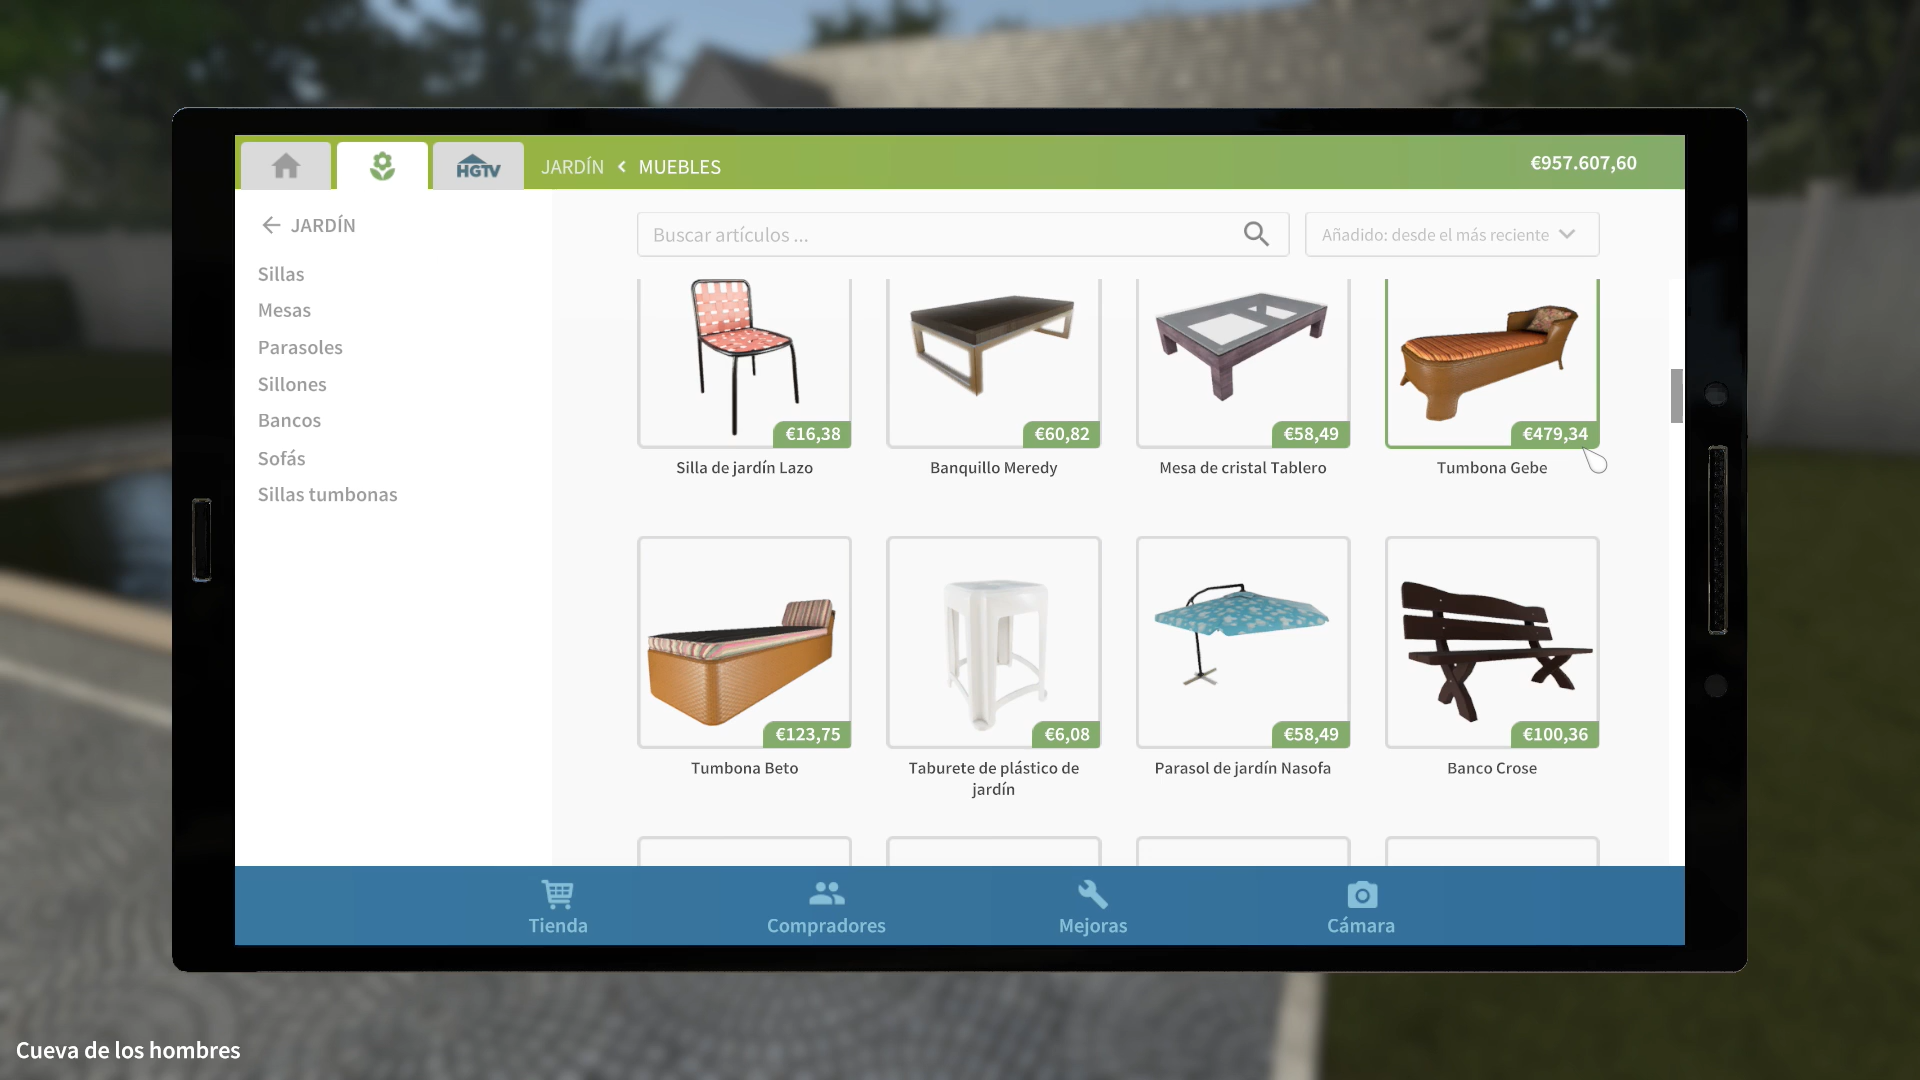 HGTV
JARDÍN < MUEBLES
€957.607,60
JARDÍN
Sillas
Mesas
Parasoles
Sillones
Bancos
Sofás
Sillas tumbonas
Buscar artículos ...
Añadido: desde el más reciente
€16,38
€60,82
€58,49
€479,34
Silla de jardín Lazo
Banquillo Meredy
Mesa de cristal Tablero
Tumbona Gebe
€123,75
€6,08
€58,49
€100,36
Tumbona Beto
Taburete de plástico de
jardín
Parasol de jardín Nasofa
Banco Crose
Tienda
Compradores
Mejoras
Cámara
Cueva de los hombres